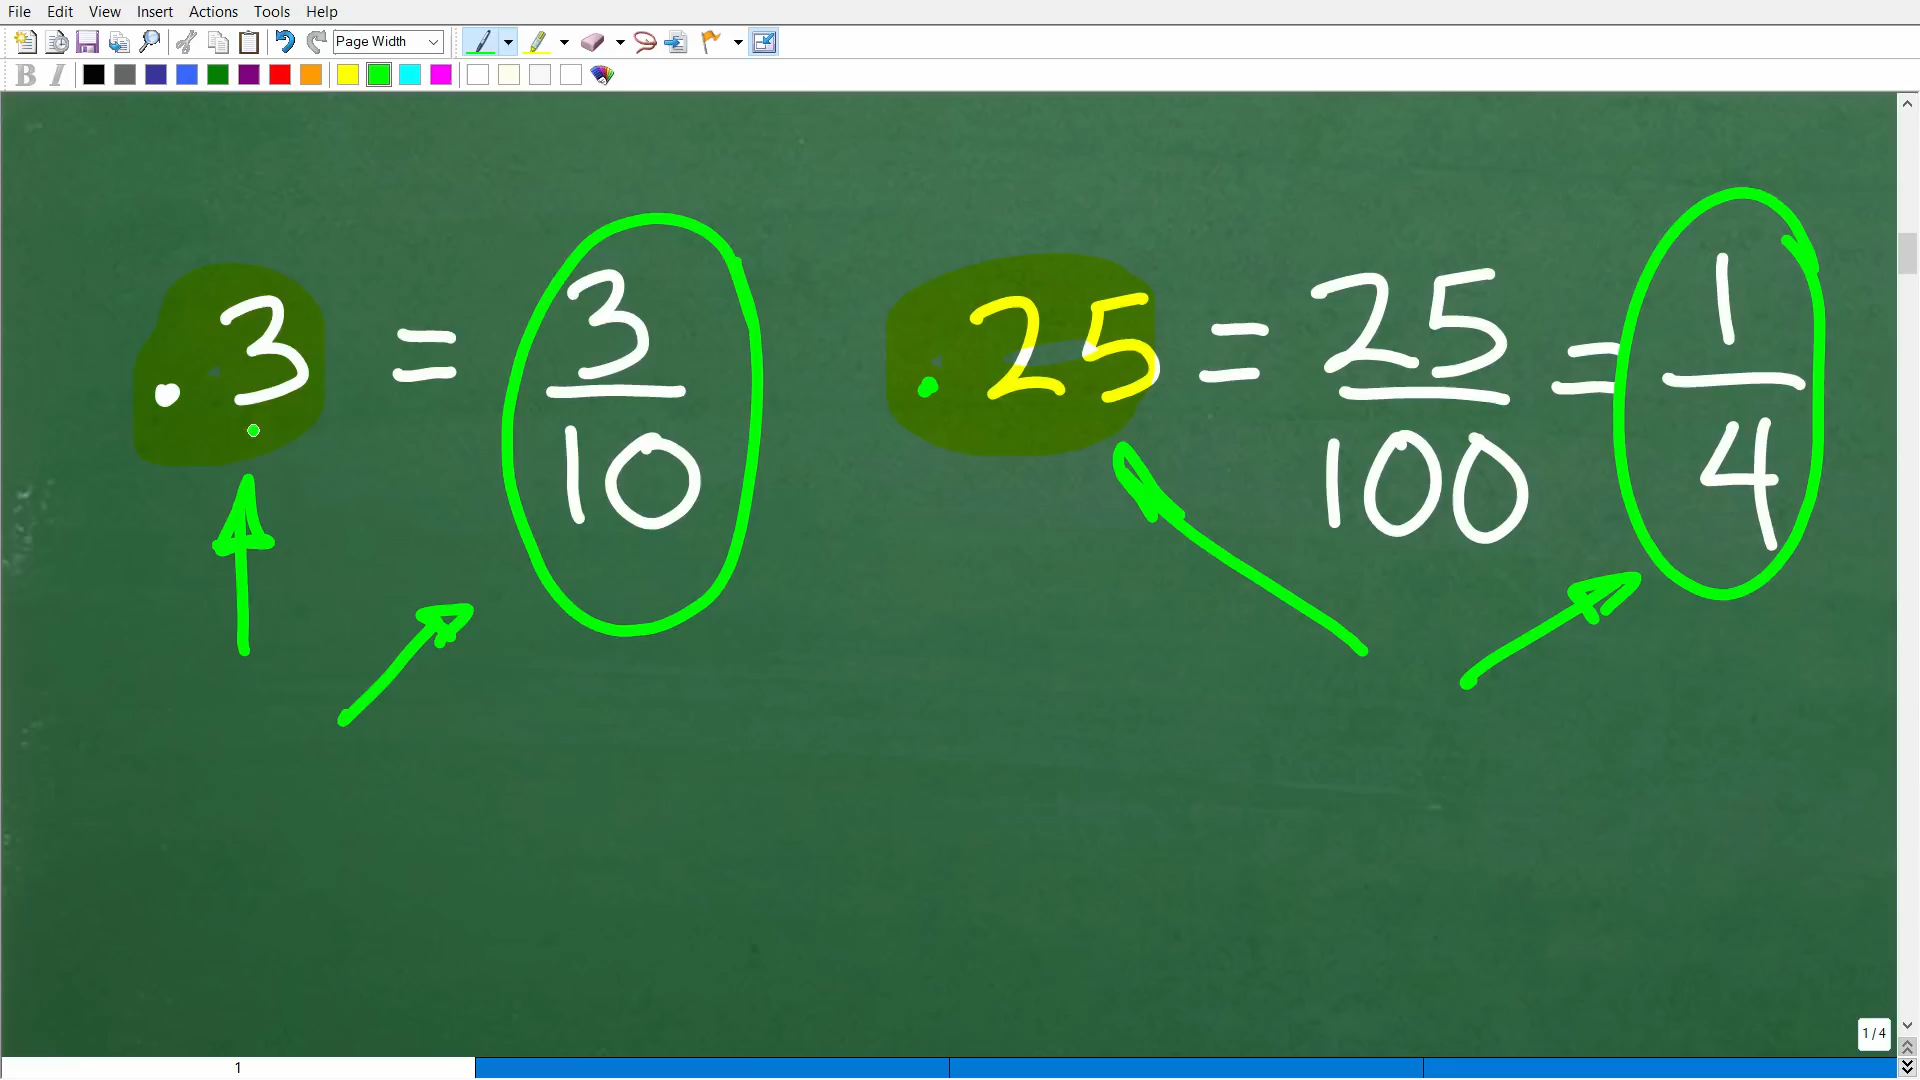 File Edit View Insert Actions Tools Help
Page Width
B I
.3 = 3/10 .25 = 25/100 = 1/4
1 / 4
1